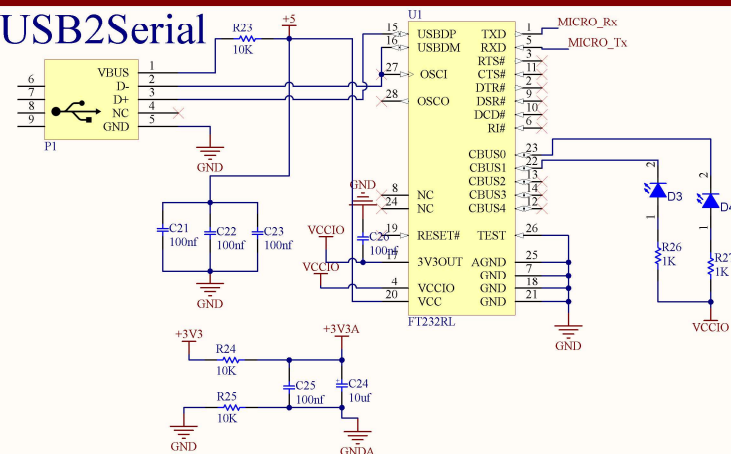 USB2Serial
R23
10K
+5
U1
P1
6
7
8
9
VBUS 1
D- 2
D+ 3
NC 4
GND 5
GND
15 USBDP
16 USBDM
27 OSCI
28 OSCO
8 NC
24 NC
19 RESET#
17 3V3OUT
4 VCCIO
20 VCC
TXD 1 MICRO_Rx
RXD 5 MICRO_Tx
RTS# 3
CTS# 11
DTR# 2
DSR# 9
DCD# 10
RI# 6
CBUS0 23
CBUS1 22
CBUS2 13
CBUS3 14
CBUS4 12
TEST 26
AGND 25
GND 7
GND 18
GND 21
FT232RL
GND
C26
100nf
VCCIO
VCCIO
C21
100nf
C22
100nf
C23
100nf
GND
GND
2
D3
1
R26
1K
2
1
1K
VCCIO
+3V3
R24
10K
+3V3A
C25
100nf
C24
10uf
R25
10K
GND
GNDA